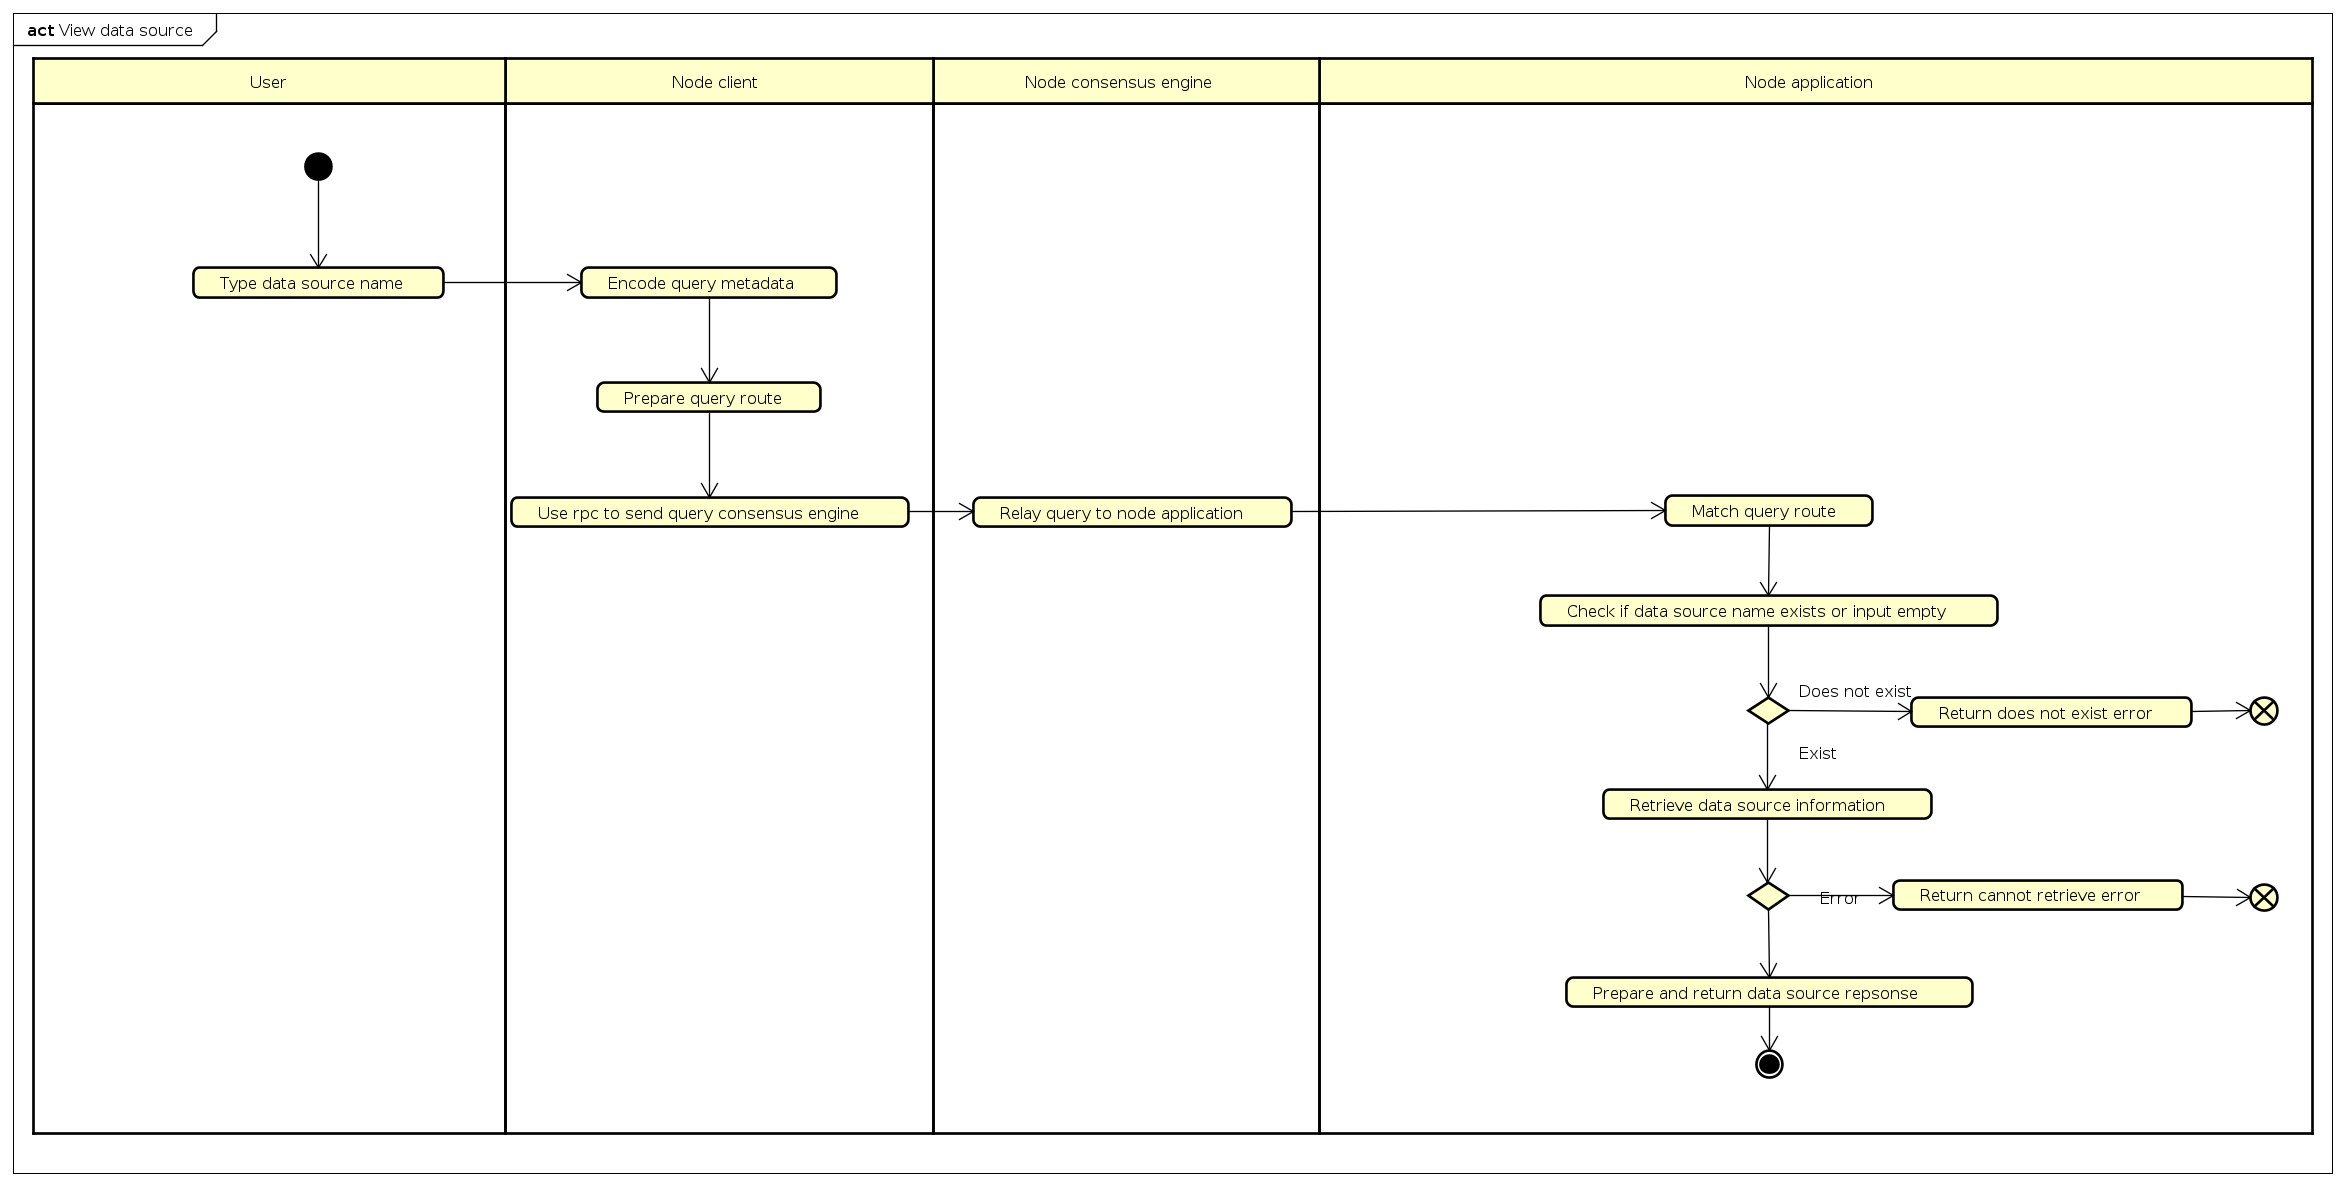 act View data source
User
Node client
Node consensus engine
Node application
Type data source name
Encode query metadata
Prepare query route
Use rpc to send query consensus engine
Relay query to node application
Match query route
Check if data source name exists or input empty
Does not exist
Return does not exist error
Exist
Retrieve data source information
Error
Return cannot retrieve error
Prepare and return data source repsonse